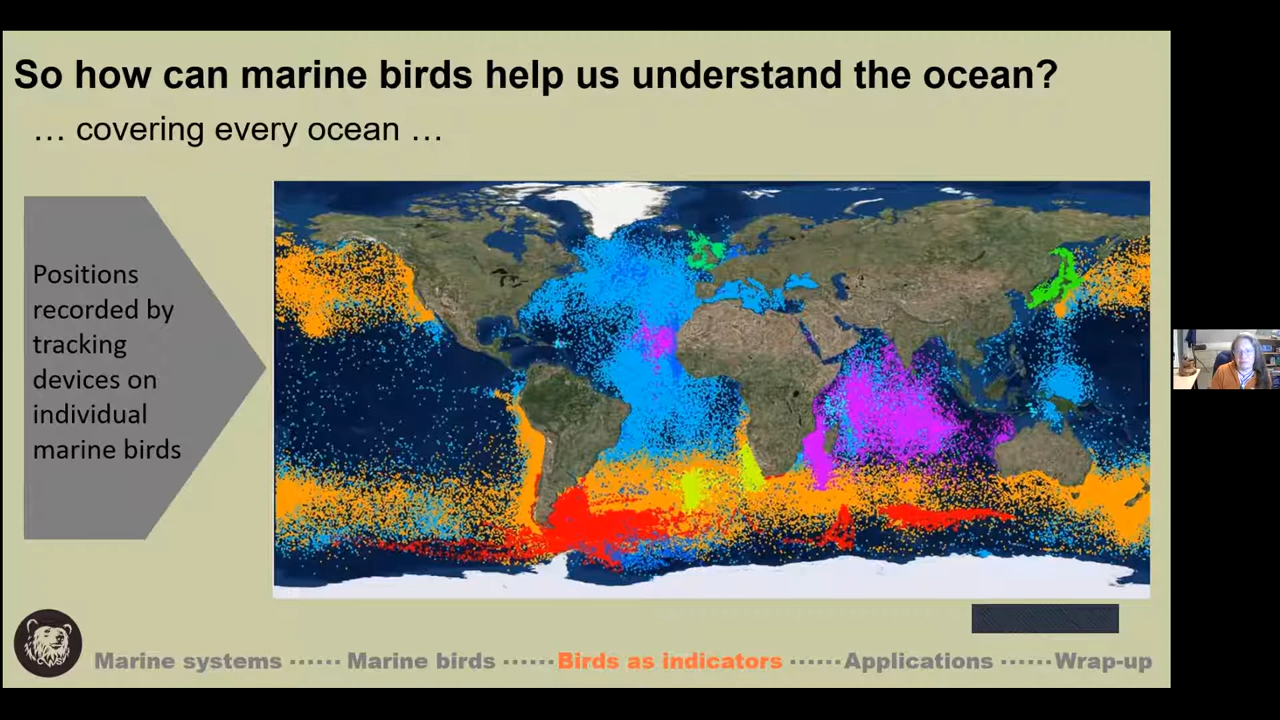 So how can marine birds help us understand the ocean?
… covering every ocean …
Positions
recorded by
tracking
devices on
individual
marine birds
Marine systems ······ Marine birds ······ Birds as indicators ······ Applications ······ Wrap-up